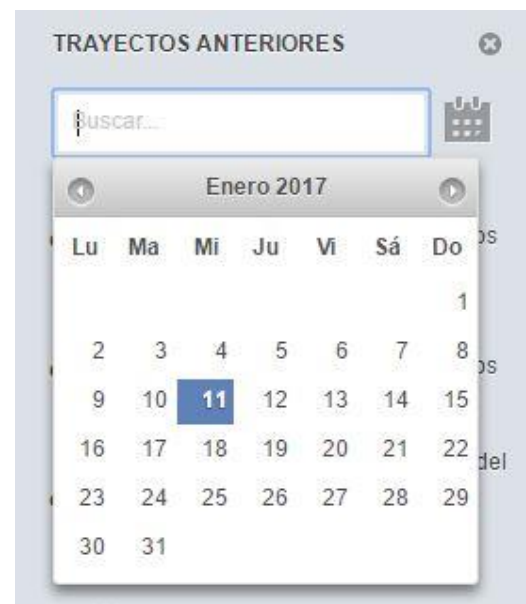 TRAYECTOS ANTERIORES
Buscar...
Enero 2017
Lu Ma Mi Ju Vi Sá Do
1
2 3 4 5 6 7 8
9 10 11 12 13 14 15
16 17 18 19 20 21 22
del
23 24 25 26 27 28 29
30 31